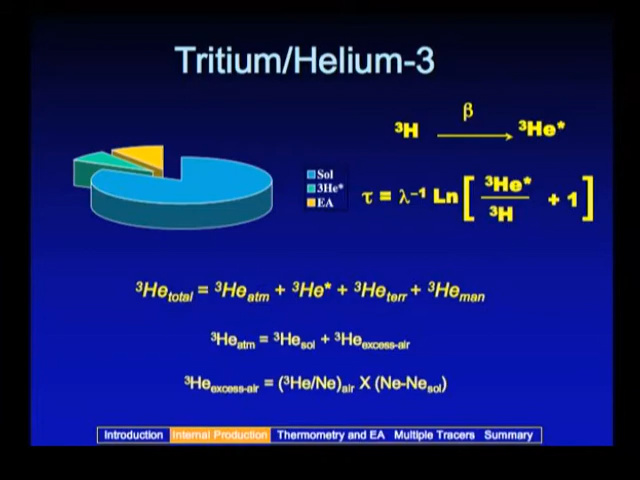 Tritium/Helium-3
³H β ³He*
Sol
³He*
EA
τ = λ⁻¹ Ln [ ³He* / ³H + 1 ]
³He_total = ³He_atm + ³He* + ³He_terr + ³He_man
³He_atm = ³He_sol + ³He_excess-air
³He_excess-air = (³He/Ne)_air X (Ne-Ne_sol)
Introduction Internal Production Thermometry and EA Multiple Tracers Summary